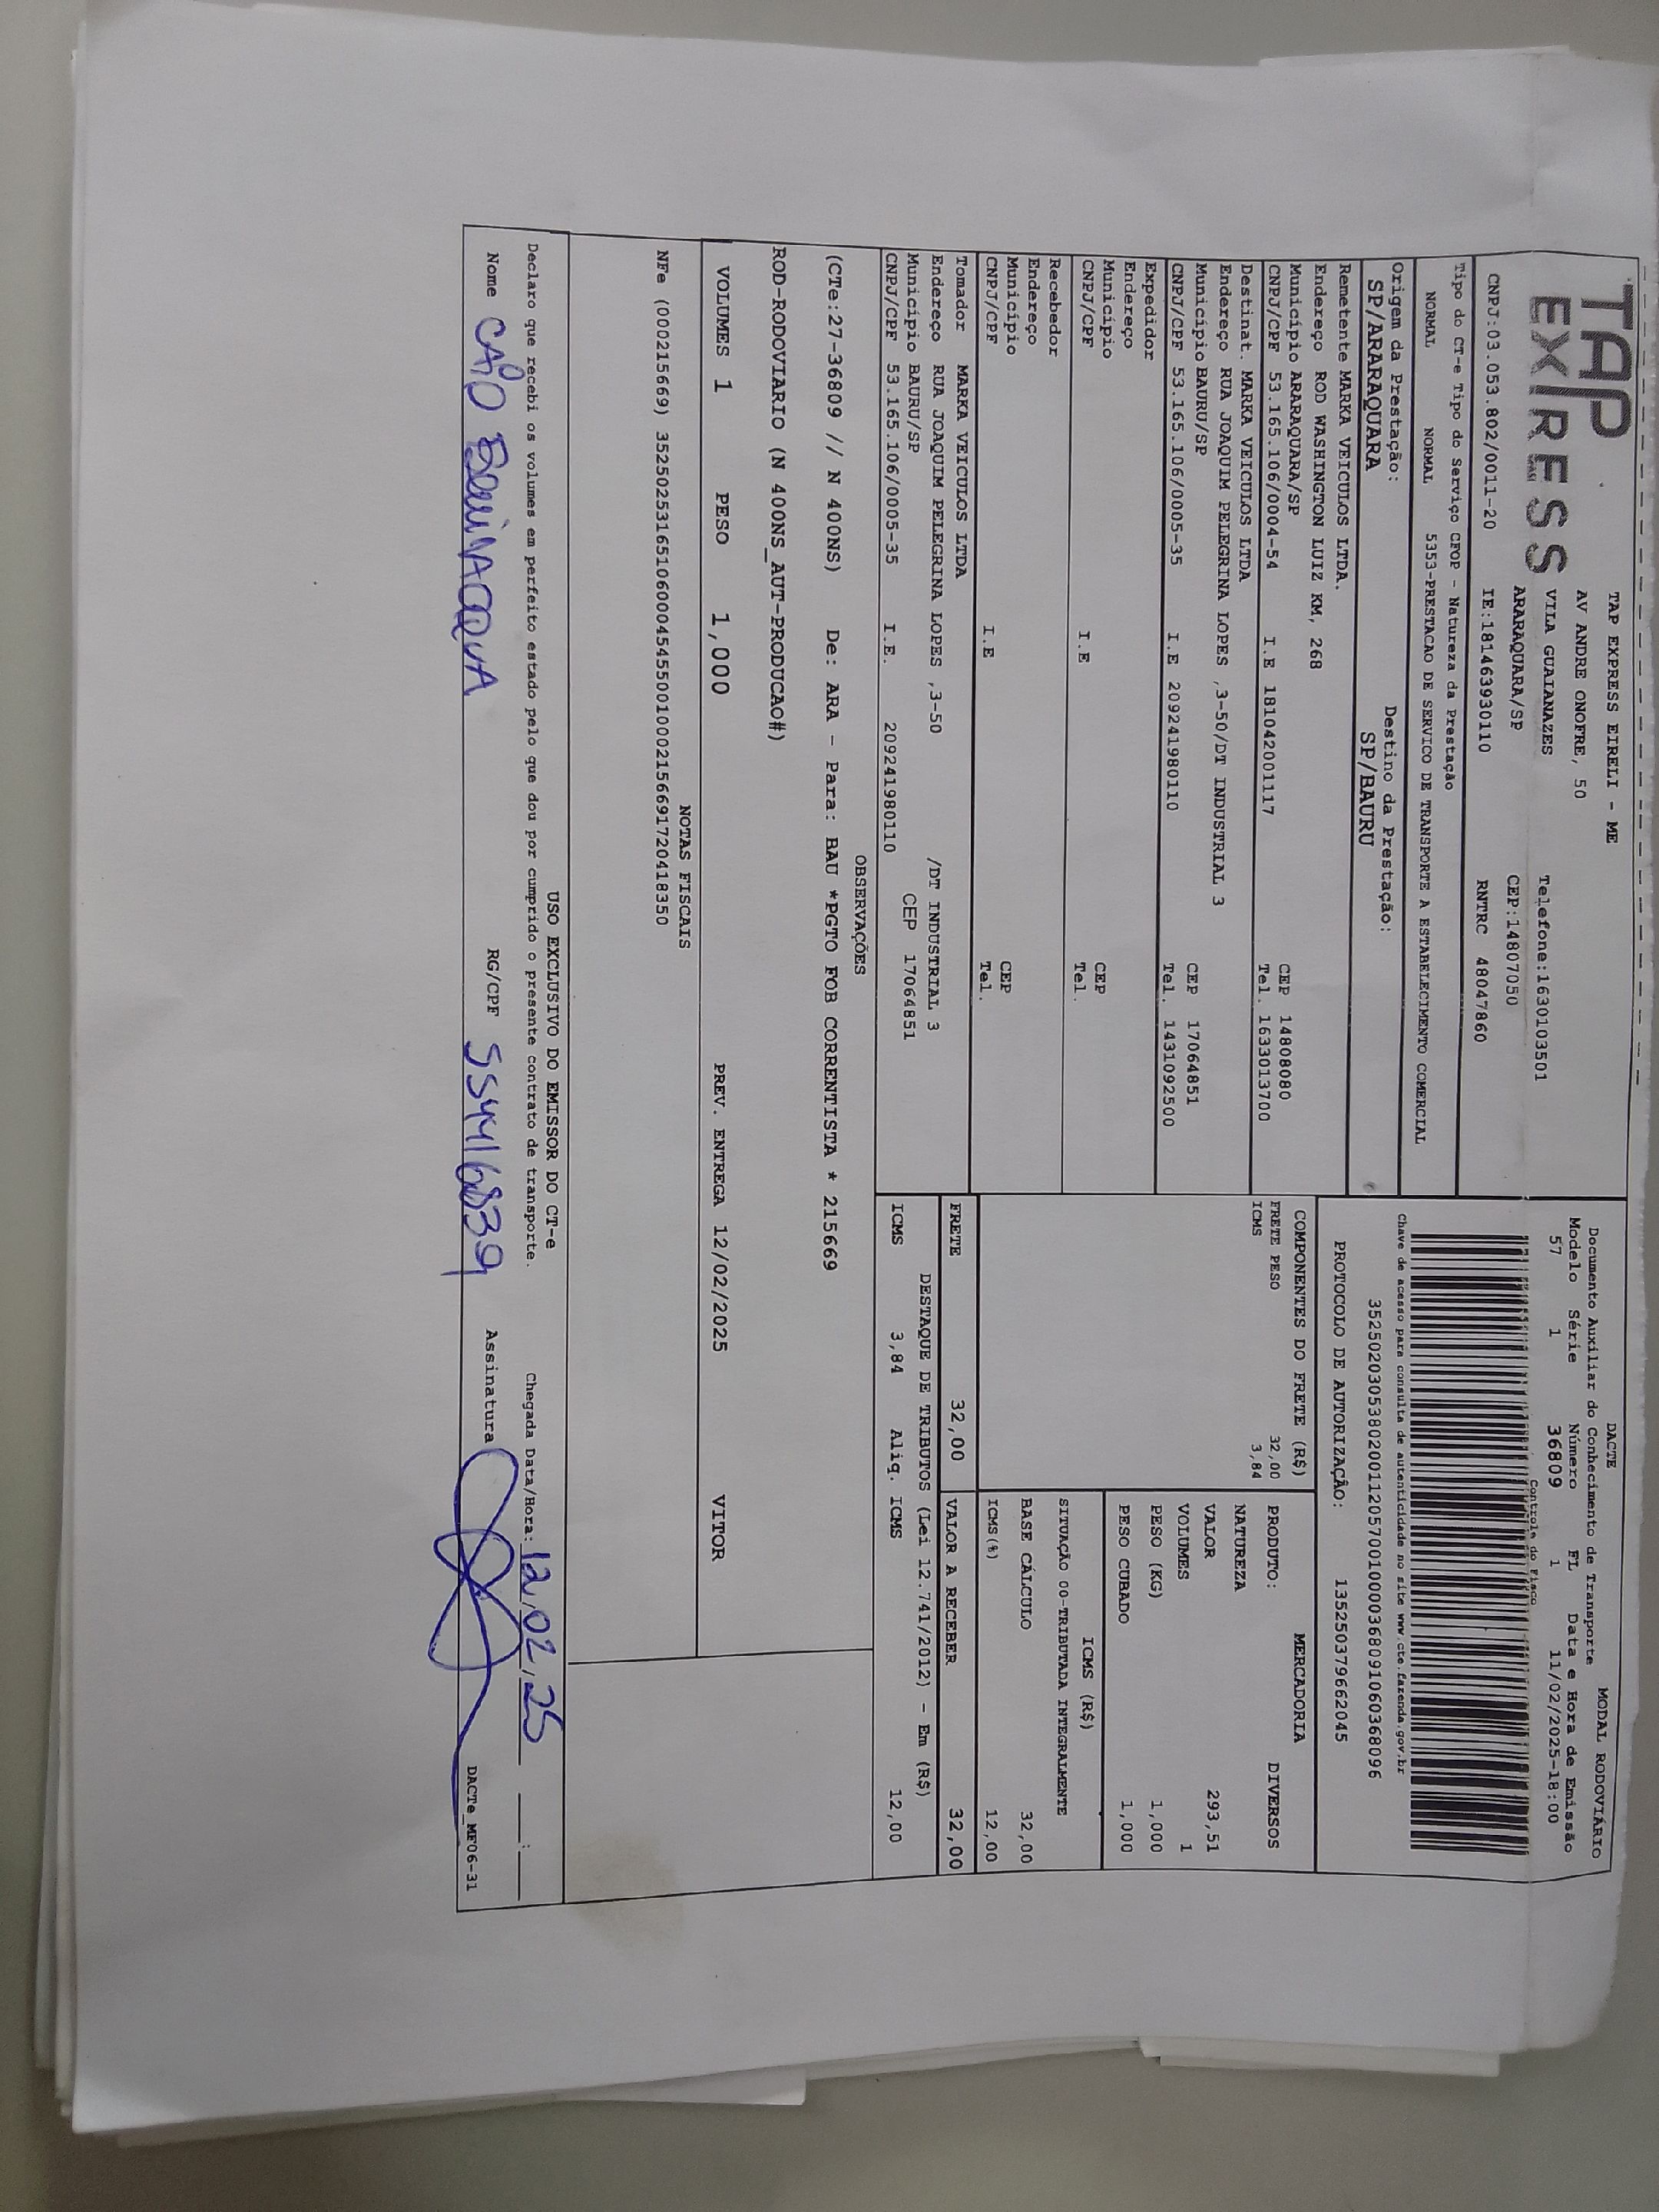 TAP EXPRESS
TAP EXPRES EIRELI - ME
AV ANDRE ONOFRE, 50
VILA GUAIANAZES Telefone:1630103501
ARARAQUARA/SP CEP:14807050
CNPJ:03.053.802/0011-20 IE:181463930110 RNTRC 48047860
Tipo do CT-e Tipo do Serviço CFOP - Natureza da Prestação
NORMAL NORMAL 5353-PRESTACAO DE SERVICO DE TRANSPORTE A ESTABELECIMENTO COMERCIAL
Origem da Prestação: Destino da Prestação:
SP/ARARAQUARA SP/BAURU
Remetente MARKA VEICULOS LTDA.
Endereço ROD WASHINGTON LUIZ KM, 268
Município ARARAQUARA/SP CEP 14808080
CNPJ/CPF 53.165.106/0004-54 I.E 181042001117 Tel. 1633013700
Destinat. MARKA VEICULOS LTDA
Endereço RUA JOAQUIM PELEGRINA LOPES ,3-50/DT INDUSTRIAL 3
Município BAURU/SP CEP 17064851
CNPJ/CPF 53.165.106/0005-35 I.E 209241980110 Tel. 1431092500
Expedidor
Endereço
Município CEP
CNPJ/CPF I.E Tel.
Recebedor
Endereço
Município CEP
CNPJ/CPF I.E Tel.
Tomador MARKA VEICULOS LTDA
Endereço RUA JOAQUIM PELEGRINA LOPES ,3-50 /DT INDUSTRIAL 3
Município BAURU/SP CEP 17064851
CNPJ/CPF 53.165.106/0005-35 I.E. 209241980110
DACTE MODAL RODOVIÁRIO
Documento Auxiliar do Conhecimento de Transporte
Modelo Série Número FL Data e Hora de Emissão
57 1 36809 1 11/02/2025-18:00
Controle do Fisco
Chave de acesso para consulta de autenticidade no site www.cte.fazenda.gov.br
35250203053802001120570010000368091060368096
PROTOCOLO DE AUTORIZAÇÃO: 135250379662045
COMPONENTES DO FRETE (R$)
FRETE PESO 32,00
ICMS 3,84
MERCADORIA
PRODUTO: DIVERSOS
NATUREZA
VALOR 293,51
VOLUMES 1
PESO (KG) 1,000
PESO CUBADO 1,000
ICMS (R$)
SITUAÇÃO 00-TRIBUTADA INTEGRALMENTE
BASE CÁLCULO 32,00
ICMS(%) 12,00
FRETE 32,00 VALOR A RECEBER 32,00
DESTAQUE DE TRIBUTOS (Lei 12.741/2012) - Em (R$)
ICMS 3,84 Aliq. ICMS 12,00
OBSERVAÇÕES
(CTe:27-36809 // N 400NS) De: ARA - Para: BAU *PGTO FOB CORRENTISTA * 215669
ROD-RODOVIARIO (N 400NS_AUT-PRODUCAO#)
VOLUMES 1 PESO 1,000 PREV. ENTREGA 12/02/2025 VITOR
NOTAS FISCAIS
NFe (000215669) 35250253165106000454550010002156691720418350
USO EXCLUSIVO DO EMISSOR DO CT-e
Declaro que recebi os volumes em perfeito estado pelo que dou por cumprido o presente contrato de transporte. Chegada Data/Hora: 12/02/25 __:__
Nome RG/CPF 554416839 Assinatura
DACTe_MF06-31